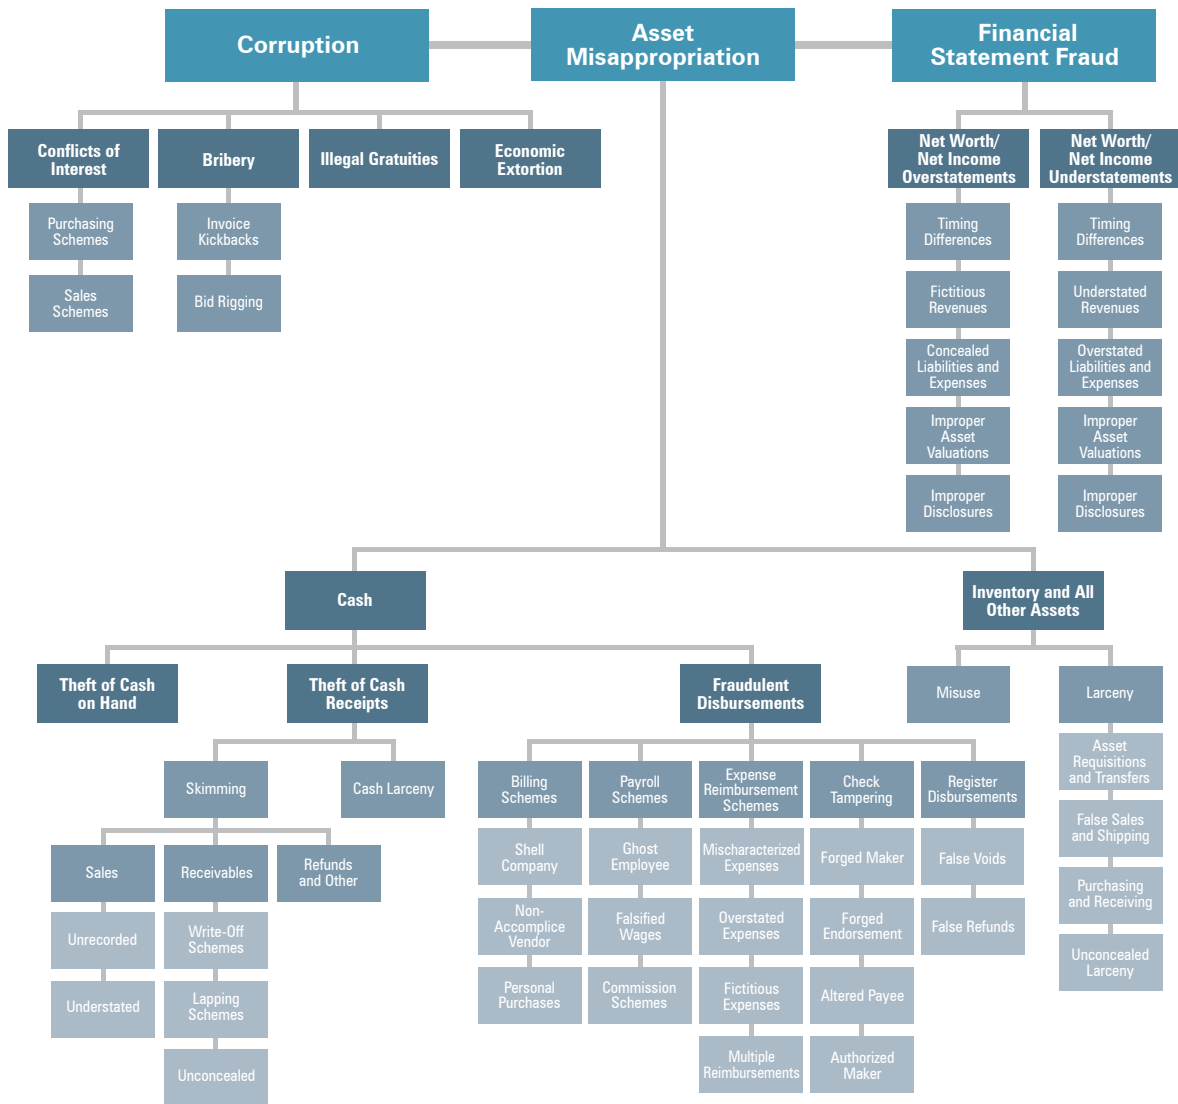 Corruption
Asset
Misappropriation
Financial
Statement Fraud
Conflicts of
Interest
Bribery
Illegal Gratuities
Economic
Extortion
Net Worth/
Net Income
Overstatements
Net Worth/
Net Income
Understatements
Purchasing
Schemes
Sales
Schemes
Invoice
Kickbacks
Bid Rigging
Timing
Differences
Fictitious
Revenues
Concealed
Liabilities and
Expenses
Improper
Asset
Valuations
Improper
Disclosures
Timing
Differences
Understated
Revenues
Overstated
Liabilities and
Expenses
Improper
Asset
Valuations
Improper
Disclosures
Cash
Inventory and All
Other Assets
Theft of Cash
on Hand
Theft of Cash
Receipts
Fraudulent
Disbursements
Misuse
Larceny
Asset
Requisitions
and Transfers
False Sales
and Shipping
Purchasing
and Receiving
Unconcealed
Larceny
Skimming
Cash Larceny
Sales
Unrecorded
Understated
Receivables
Write-Off
Schemes
Lapping
Schemes
Unconcealed
Refunds
and Other
Billing
Schemes
Shell
Company
Non-
Accomplice
Vendor
Personal
Purchases
Payroll
Schemes
Ghost
Employee
Falsified
Wages
Commission
Schemes
Expense
Reimbursement
Schemes
Mischaracterized
Expenses
Overstated
Expenses
Fictitious
Expenses
Multiple
Reimbursements
Check
Tampering
Forged Maker
Forged
Endorsement
Altered Payee
Authorized
Maker
Register
Disbursements
False Voids
False Refunds